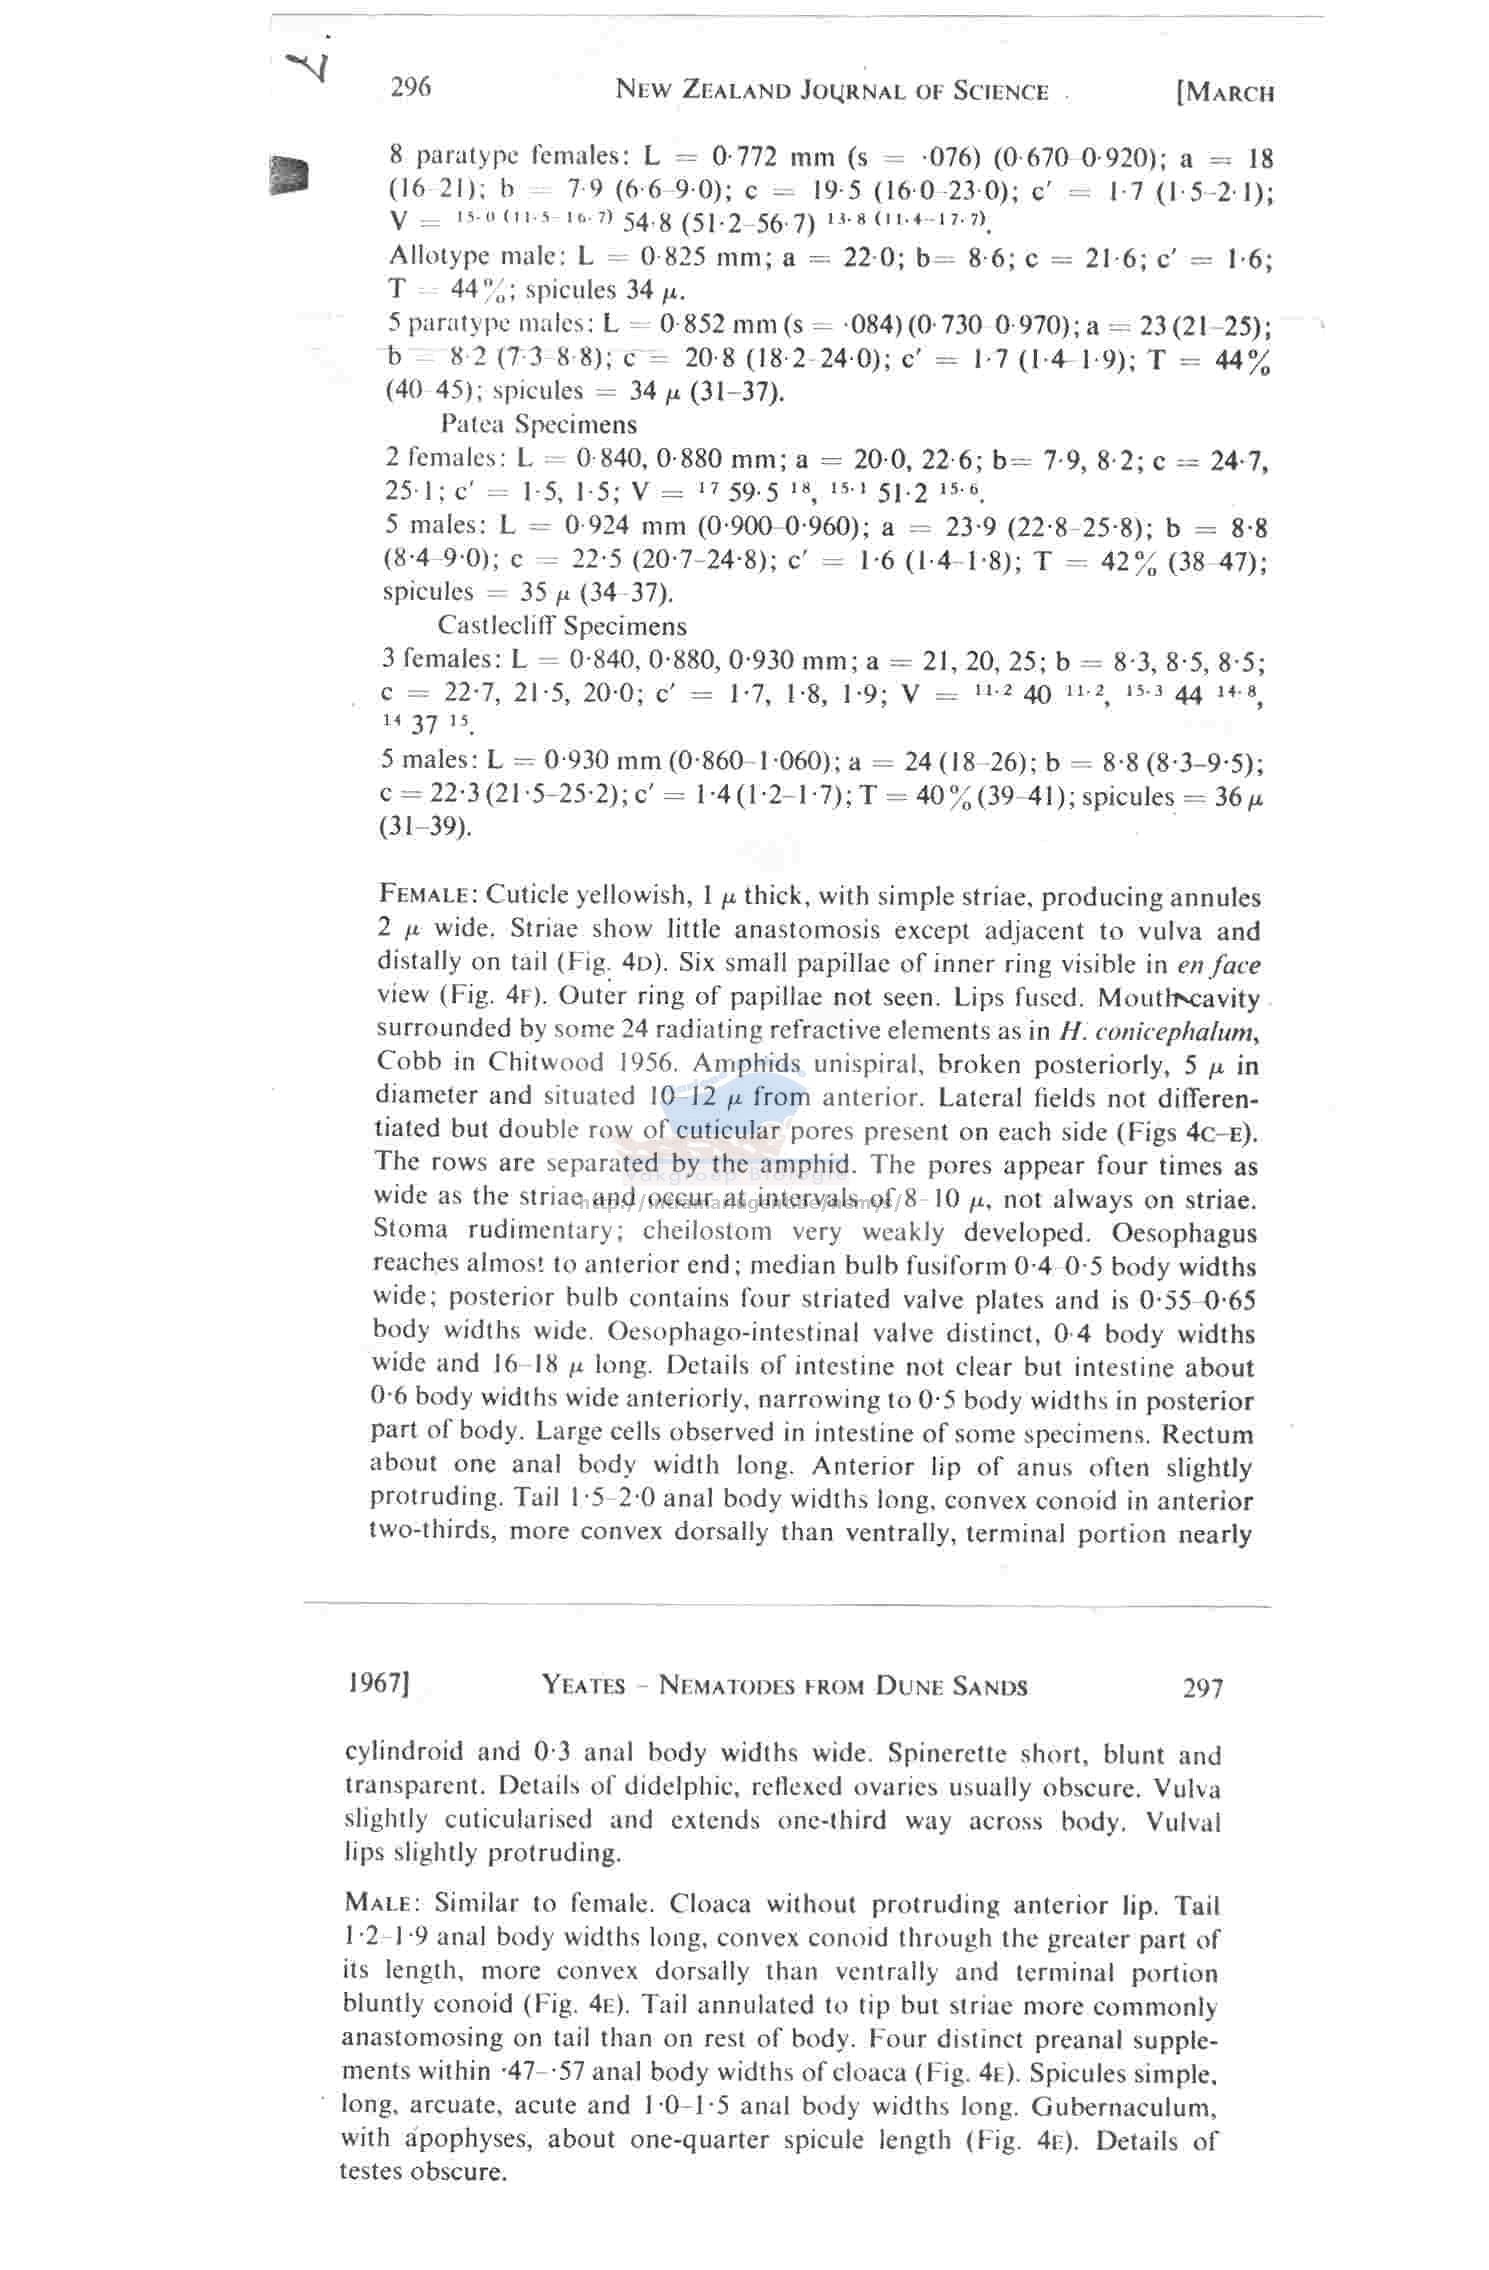 296 NEW ZEALAND JOURNAL OF SCIENCE [MARCH
8 paratype females: L = 0·772 mm (s = ·076) (0·670–0·920); a = 18
(16–21); b = 7·9 (6·6–9·0); c = 19·5 (16·0–23·0); c′ = 1·7 (1·5–2·1);
V = 15·0 (11·5–16·7) 54·8 (51·2–56·7) 13·8 (11·4–17·7).
Allotype male: L = 0·825 mm; a = 22·0; b= 8·6; c = 21·6; c′ = 1·6;
T = 44%; spicules 34 μ.
5 paratype males: L = 0·852 mm (s = ·084) (0·730–0·970); a = 23 (21–25);
b = 8·2 (7·3–8·8); c = 20·8 (18·2–24·0); c′ = 1·7 (1·4–1·9); T = 44%
(40–45); spicules = 34 μ (31–37).
Patea Specimens
2 females: L = 0·840, 0·880 mm; a = 20·0, 22·6; b= 7·9, 8·2; c = 24·7,
25·1; c′ = 1·5, 1·5; V = 17 59·5 18, 15·1 51·2 15·6.
5 males: L = 0·924 mm (0·900–0·960); a = 23·9 (22·8–25·8); b = 8·8
(8·4–9·0); c = 22·5 (20·7–24·8); c′ = 1·6 (1·4–1·8); T = 42% (38–47);
spicules = 35 μ (34–37).
Castlecliff Specimens
3 females: L = 0·840, 0·880, 0·930 mm; a = 21, 20, 25; b = 8·3, 8·5, 8·5;
c = 22·7, 21·5, 20·0; c′ = 1·7, 1·8, 1·9; V = 11·2 40 11·2, 15·3 44 14·8,
14 37 15.
5 males: L = 0·930 mm (0·860–1·060); a = 24 (18–26); b = 8·8 (8·3–9·5);
c = 22·3 (21·5–25·2); c′ = 1·4 (1·2–1·7); T = 40% (39–41); spicules = 36 μ
(31–39).
FEMALE: Cuticle yellowish, 1 μ thick, with simple striae, producing annules
2 μ wide. Striae show little anastomosis except adjacent to vulva and
distally on tail (Fig. 4D). Six small papillae of inner ring visible in en face
view (Fig. 4F). Outer ring of papillae not seen. Lips fused. Mouth cavity
surrounded by some 24 radiating refractive elements as in H. conicephalum,
Cobb in Chitwood 1956. Amphids unispiral, broken posteriorly, 5 μ in
diameter and situated 10–12 μ from anterior. Lateral fields not differen-
tiated but double row of cuticular pores present on each side (Figs 4C–E).
The rows are separated by the amphid. The pores appear four times as
vakgroep biologie
wide as the striae and occur at intervals of 8–10 μ, not always on striae.
Stoma rudimentary; cheilostom very weakly developed. Oesophagus
reaches almost to anterior end; median bulb fusiform 0·4–0·5 body widths
wide; posterior bulb contains four striated valve plates and is 0·55–0·65
body widths wide. Oesophago-intestinal valve distinct, 0·4 body widths
wide and 16–18 μ long. Details of intestine not clear but intestine about
0·6 body widths wide anteriorly, narrowing to 0·5 body widths in posterior
part of body. Large cells observed in intestine of some specimens. Rectum
about one anal body width long. Anterior lip of anus often slightly
protruding. Tail 1·5–2·0 anal body widths long, convex conoid in anterior
two-thirds, more convex dorsally than ventrally, terminal portion nearly
1967] YEATES – NEMATODES FROM DUNE SANDS 297
cylindroid and 0·3 anal body widths wide. Spinerette short, blunt and
transparent. Details of didelphic, reflexed ovaries usually obscure. Vulva
slightly cuticularised and extends one-third way across body. Vulval
lips slightly protruding.
MALE: Similar to female. Cloaca without protruding anterior lip. Tail
1·2–1·9 anal body widths long, convex conoid through the greater part of
its length, more convex dorsally than ventrally and terminal portion
bluntly conoid (Fig. 4E). Tail annulated to tip but striae more commonly
anastomosing on tail than on rest of body. Four distinct preanal supple-
ments within ·47–·57 anal body widths of cloaca (Fig. 4E). Spicules simple,
long, arcuate, acute and 1·0–1·5 anal body widths long. Gubernaculum,
with apophyses, about one-quarter spicule length (Fig. 4E). Details of
testes obscure.